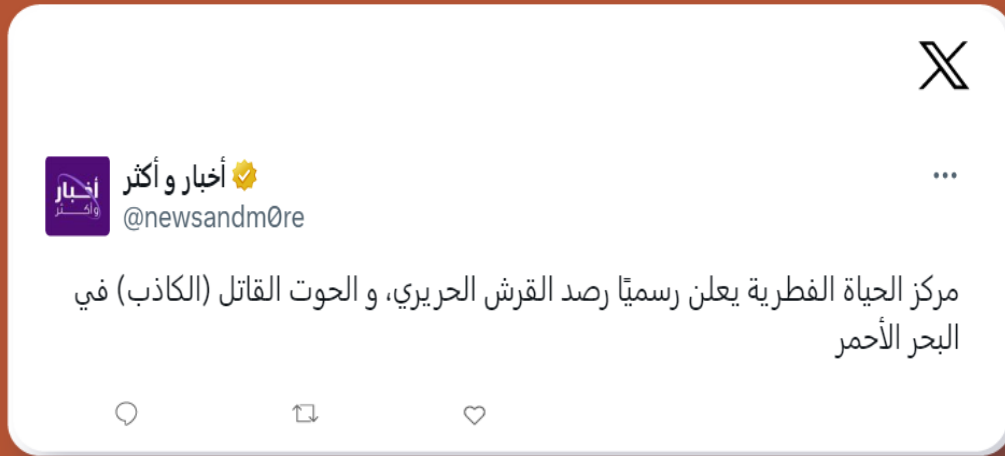 أخبار و أكثر
أخبار
وأكثر
@newsandm0re
مركز الحياة الفطرية يعلن رسميًا رصد القرش الحريري، و الحوت القاتل (الكاذب) في
البحر الأحمر